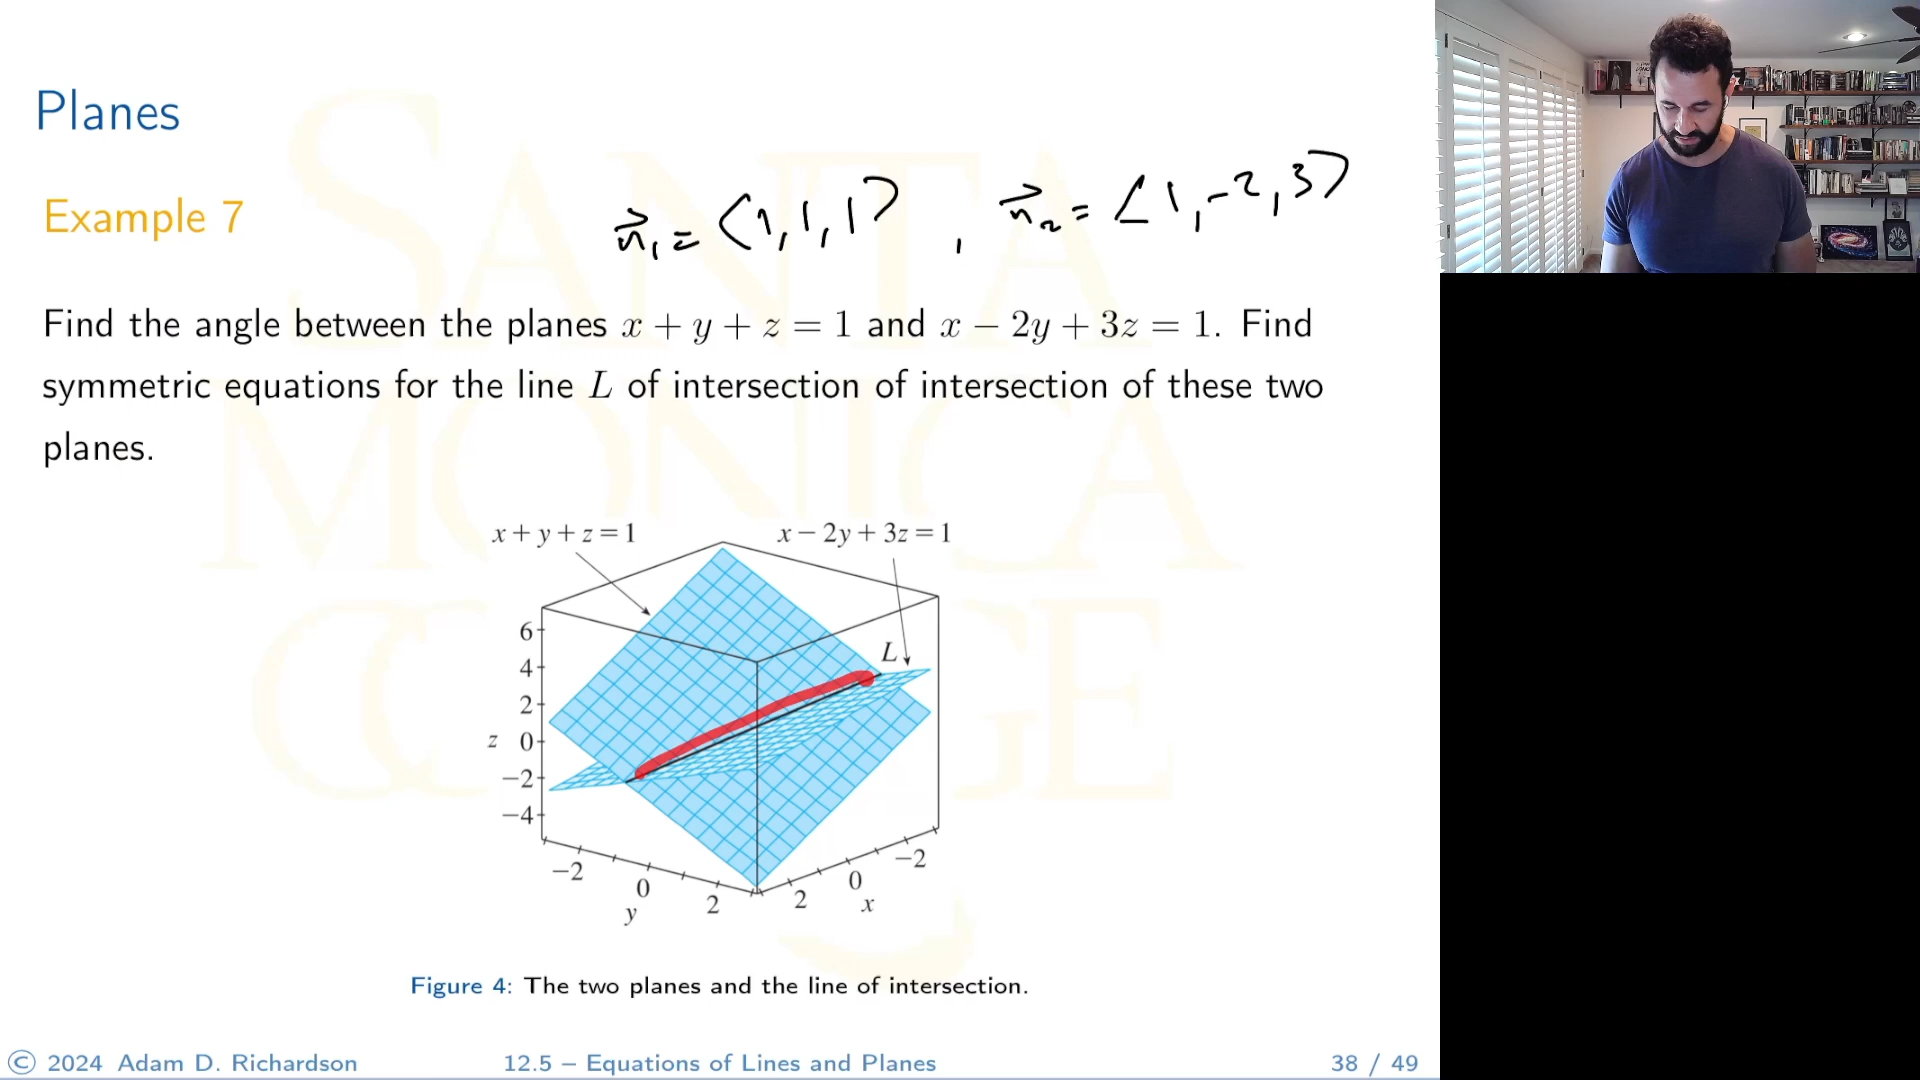 Planes
Example 7
n⃗₁ = ⟨1, 1, 1⟩ , n⃗₂ = ⟨1, -2, 3⟩
Find the angle between the planes x + y + z = 1 and x − 2y + 3z = 1. Find
symmetric equations for the line L of intersection of intersection of these two
planes.
x + y + z = 1
x − 2y + 3z = 1
L
6
4
2
z 0
−2
−4
−2
0
2
y
2
0
−2
x
Figure 4: The two planes and the line of intersection.
© 2024 Adam D. Richardson
12.5 – Equations of Lines and Planes
38 / 49
SANTA
MONICA
COLLEGE